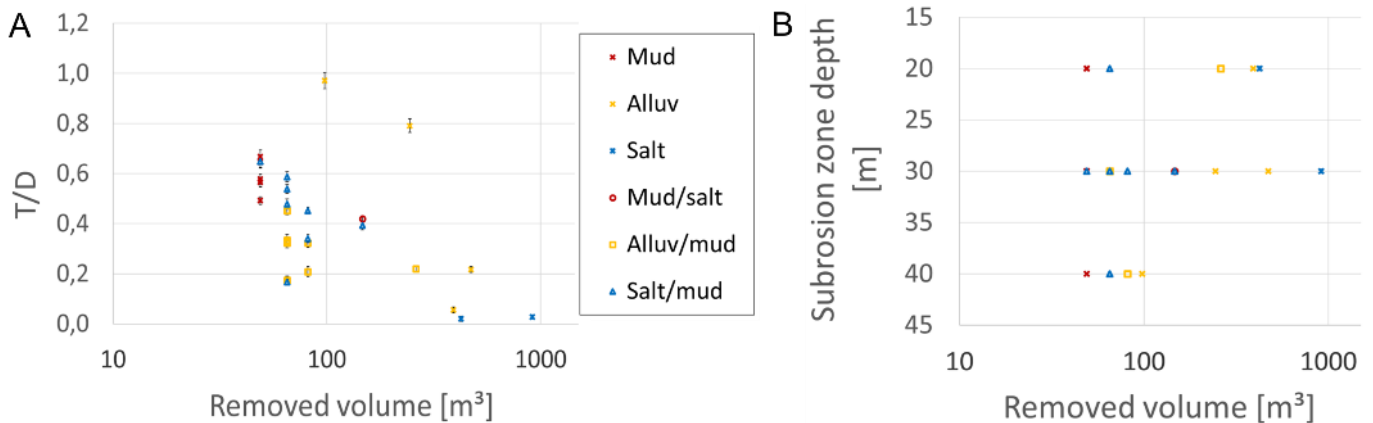 A
1,2
1,0
0,8
0,6
0,4
0,2
0,0
T/D
10
100
1000
Removed volume [m³]
Mud
Alluv
Salt
Mud/salt
Alluv/mud
Salt/mud
B
Subrosion zone depth
[m]
15
20
25
30
35
40
45
10
100
1000
Removed volume [m³]